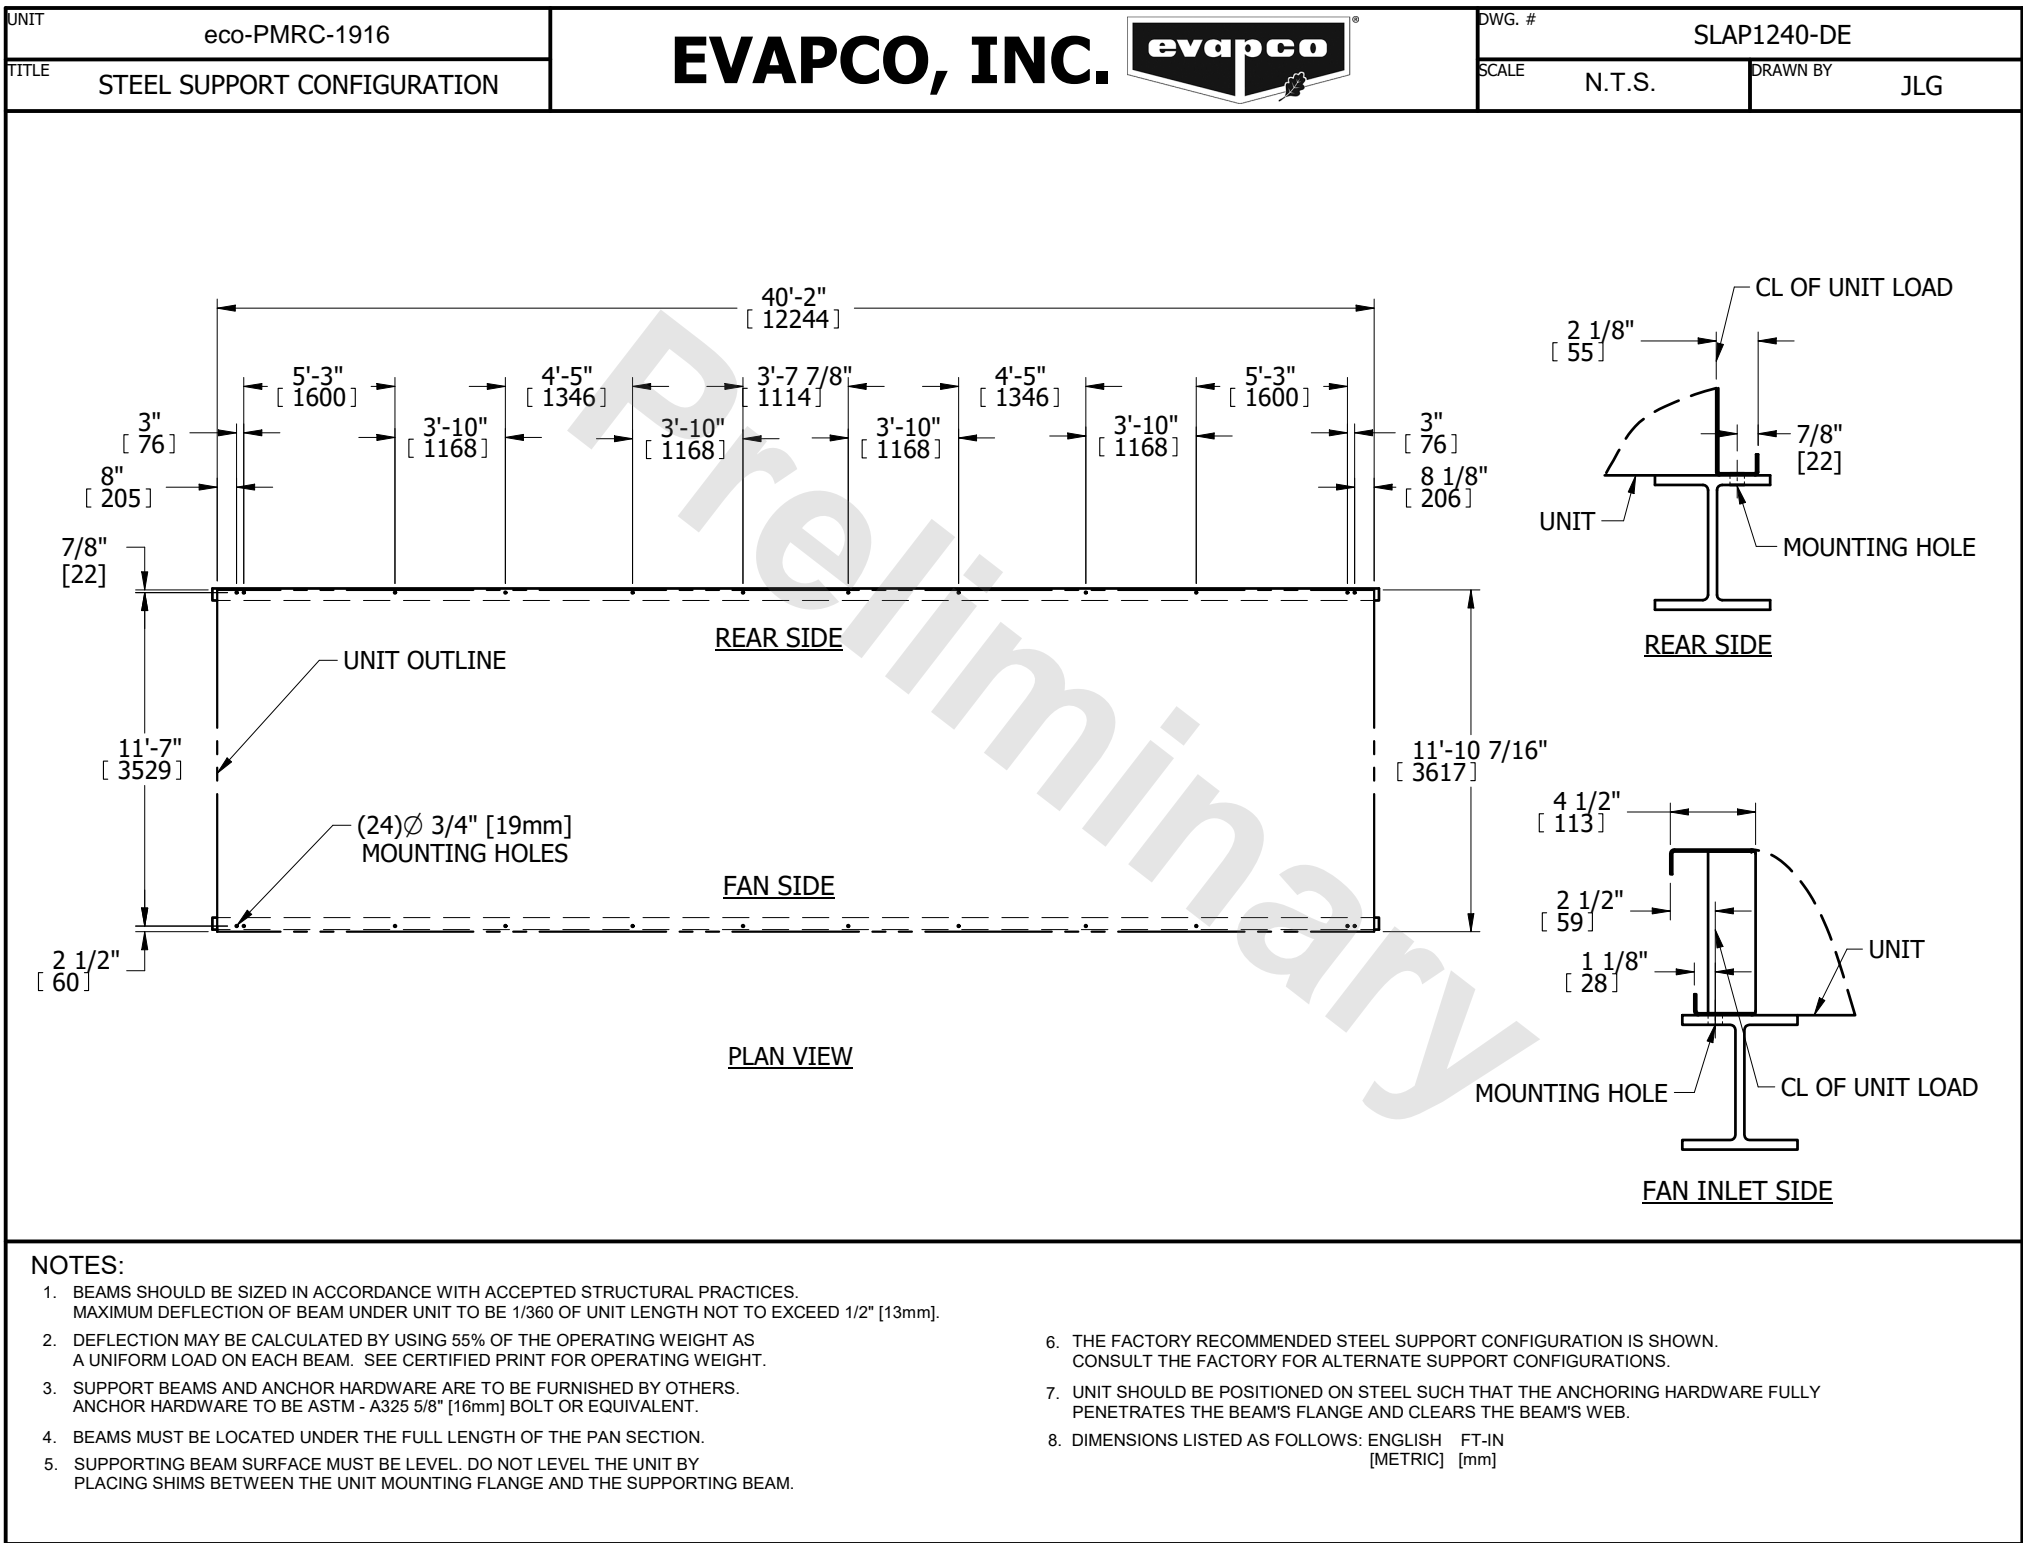 UNIT
eco-PMRC-1916
TITLE
STEEL SUPPORT CONFIGURATION
EVAPCO, INC.
evapco
®
DWG. #
SLAP1240-DE
SCALE
N.T.S.
DRAWN BY
JLG
40'-2"
[ 12244 ]
5'-3"
[ 1600 ]
4'-5"
[ 1346 ]
3'-7 7/8"
[ 1114 ]
4'-5"
[ 1346 ]
5'-3"
[ 1600 ]
3"
[ 76 ]
3'-10"
[ 1168 ]
3'-10"
[ 1168 ]
3'-10"
[ 1168 ]
3'-10"
[ 1168 ]
3"
[ 76 ]
8"
[ 205 ]
8 1/8"
[ 206 ]
7/8"
[22]
REAR SIDE
UNIT OUTLINE
11'-7"
[ 3529 ]
11'-10 7/16"
[ 3617 ]
(24)Ø 3/4" [19mm]
MOUNTING HOLES
FAN SIDE
2 1/2"
[ 60 ]
PLAN VIEW
Preliminary
CL OF UNIT LOAD
2 1/8"
[ 55 ]
7/8"
[22]
UNIT
MOUNTING HOLE
REAR SIDE
4 1/2"
[ 113 ]
2 1/2"
[ 59 ]
1 1/8"
[ 28 ]
UNIT
MOUNTING HOLE
CL OF UNIT LOAD
FAN INLET SIDE
NOTES:
1. BEAMS SHOULD BE SIZED IN ACCORDANCE WITH ACCEPTED STRUCTURAL PRACTICES.
MAXIMUM DEFLECTION OF BEAM UNDER UNIT TO BE 1/360 OF UNIT LENGTH NOT TO EXCEED 1/2" [13mm].
2. DEFLECTION MAY BE CALCULATED BY USING 55% OF THE OPERATING WEIGHT AS
A UNIFORM LOAD ON EACH BEAM. SEE CERTIFIED PRINT FOR OPERATING WEIGHT.
3. SUPPORT BEAMS AND ANCHOR HARDWARE ARE TO BE FURNISHED BY OTHERS.
ANCHOR HARDWARE TO BE ASTM - A325 5/8" [16mm] BOLT OR EQUIVALENT.
4. BEAMS MUST BE LOCATED UNDER THE FULL LENGTH OF THE PAN SECTION.
5. SUPPORTING BEAM SURFACE MUST BE LEVEL. DO NOT LEVEL THE UNIT BY
PLACING SHIMS BETWEEN THE UNIT MOUNTING FLANGE AND THE SUPPORTING BEAM.
6. THE FACTORY RECOMMENDED STEEL SUPPORT CONFIGURATION IS SHOWN.
CONSULT THE FACTORY FOR ALTERNATE SUPPORT CONFIGURATIONS.
7. UNIT SHOULD BE POSITIONED ON STEEL SUCH THAT THE ANCHORING HARDWARE FULLY
PENETRATES THE BEAM'S FLANGE AND CLEARS THE BEAM'S WEB.
8. DIMENSIONS LISTED AS FOLLOWS: ENGLISH FT-IN
[METRIC] [mm]